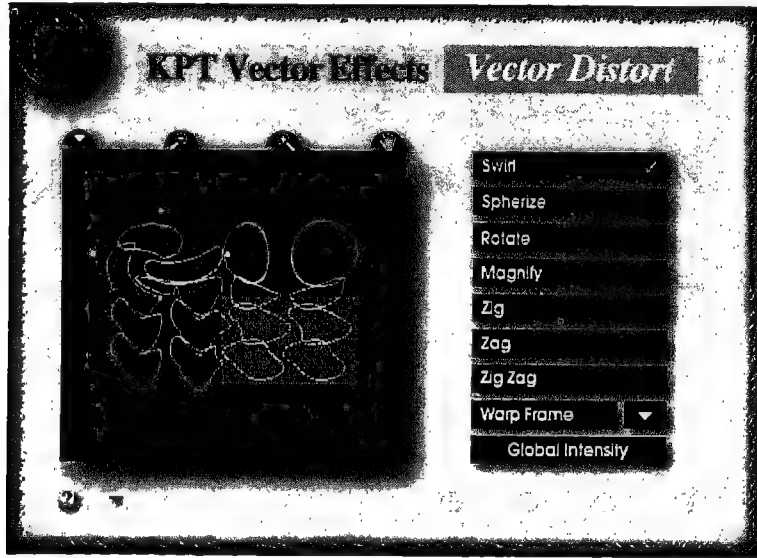 KPT Vector Effects Vector Distort
Swirl
Spherize
Rotate
Magnify
Zig
Zag
Zig Zag
Warp Frame
Global Intensity
?